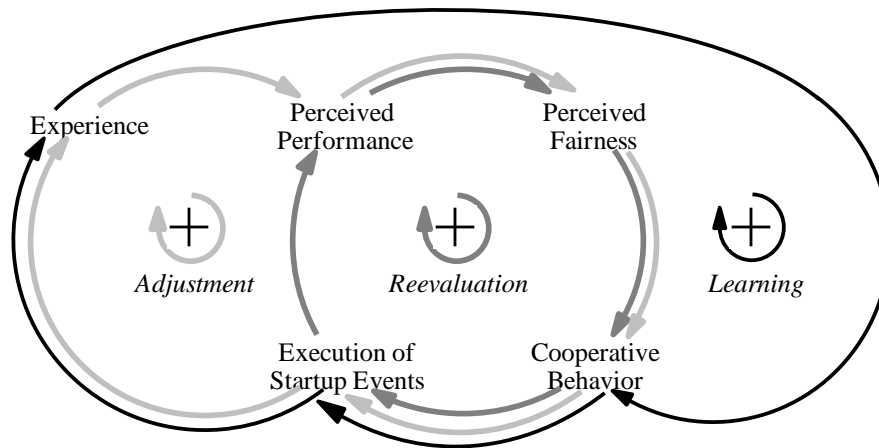 Experience
Perceived
Performance
Perceived
Fairness
Adjustment
Reevaluation
Learning
Execution of
Startup Events
Cooperative
Behavior